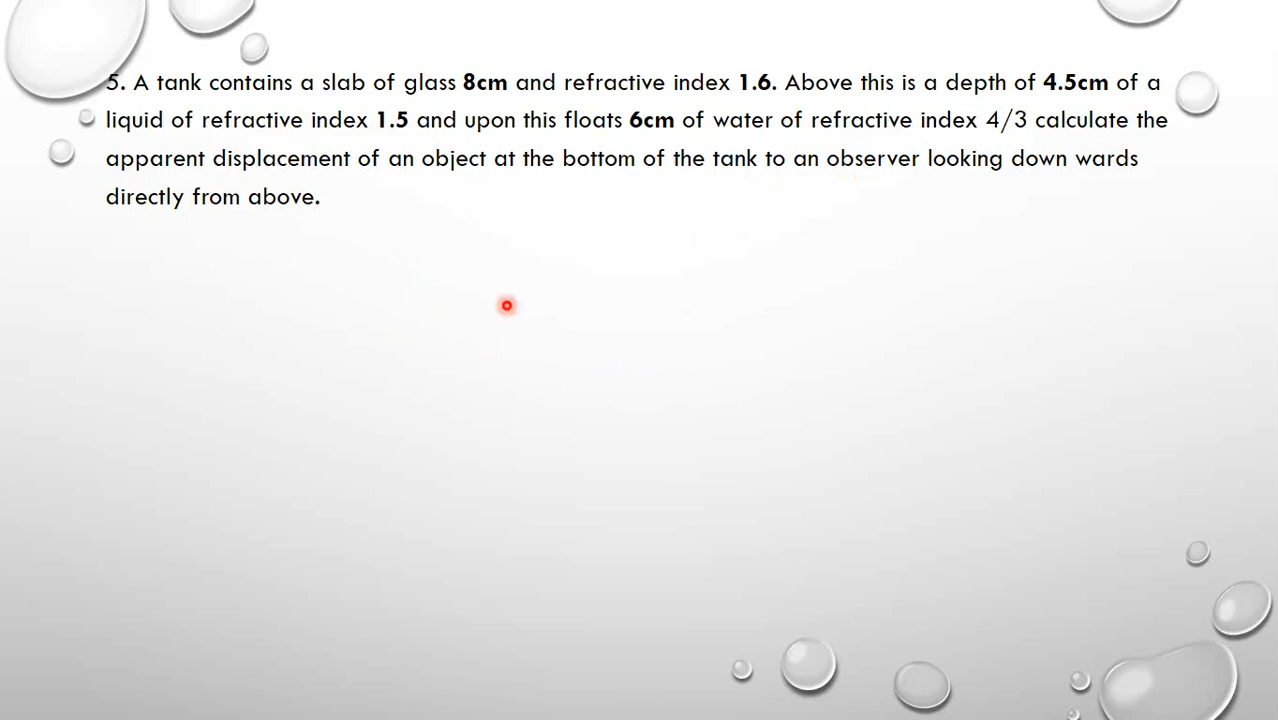 5. A tank contains a slab of glass 8cm and refractive index 1.6. Above this is a depth of 4.5cm of a
liquid of refractive index 1.5 and upon this floats 6cm of water of refractive index 4/3 calculate the
apparent displacement of an object at the bottom of the tank to an observer looking down wards
directly from above.